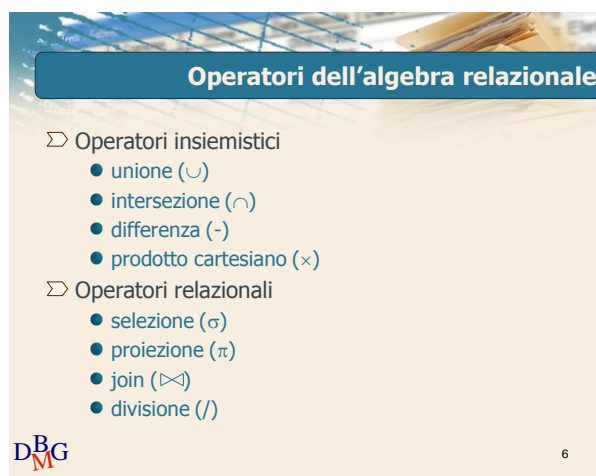 Operatori dell'algebra relazionale
Operatori insiemistici
unione (∪)
intersezione (∩)
differenza (-)
prodotto cartesiano (×)
Operatori relazionali
selezione (σ)
proiezione (π)
join (⋈)
divisione (/)
DBMG
6